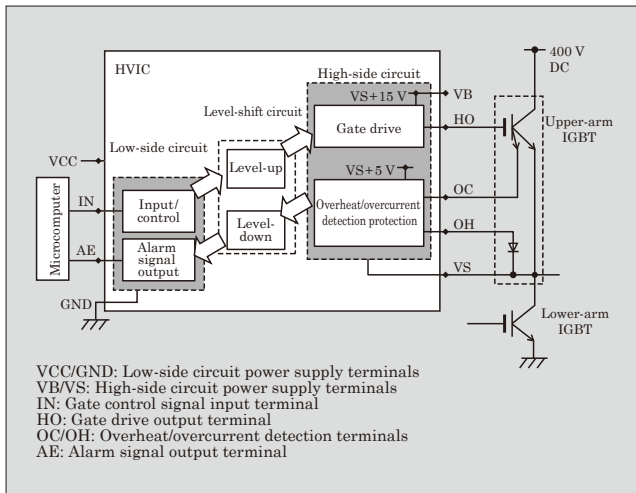 HVIC
400 V
DC
High-side circuit
VS+15 V
VB
Level-shift circuit
Gate drive
HO
Upper-arm
IGBT
Low-side circuit
Level-up
VS+5 V
VCC
Microcomputer
IN
Input/
control
Overheat/overcurrent
detection protection
OC
Level-
down
OH
AE
Alarm
signal
output
VS
GND
Lower-arm
IGBT
VCC/GND: Low-side circuit power supply terminals
VB/VS: High-side circuit power supply terminals
IN: Gate control signal input terminal
HO: Gate drive output terminal
OC/OH: Overheat/overcurrent detection terminals
AE: Alarm signal output terminal